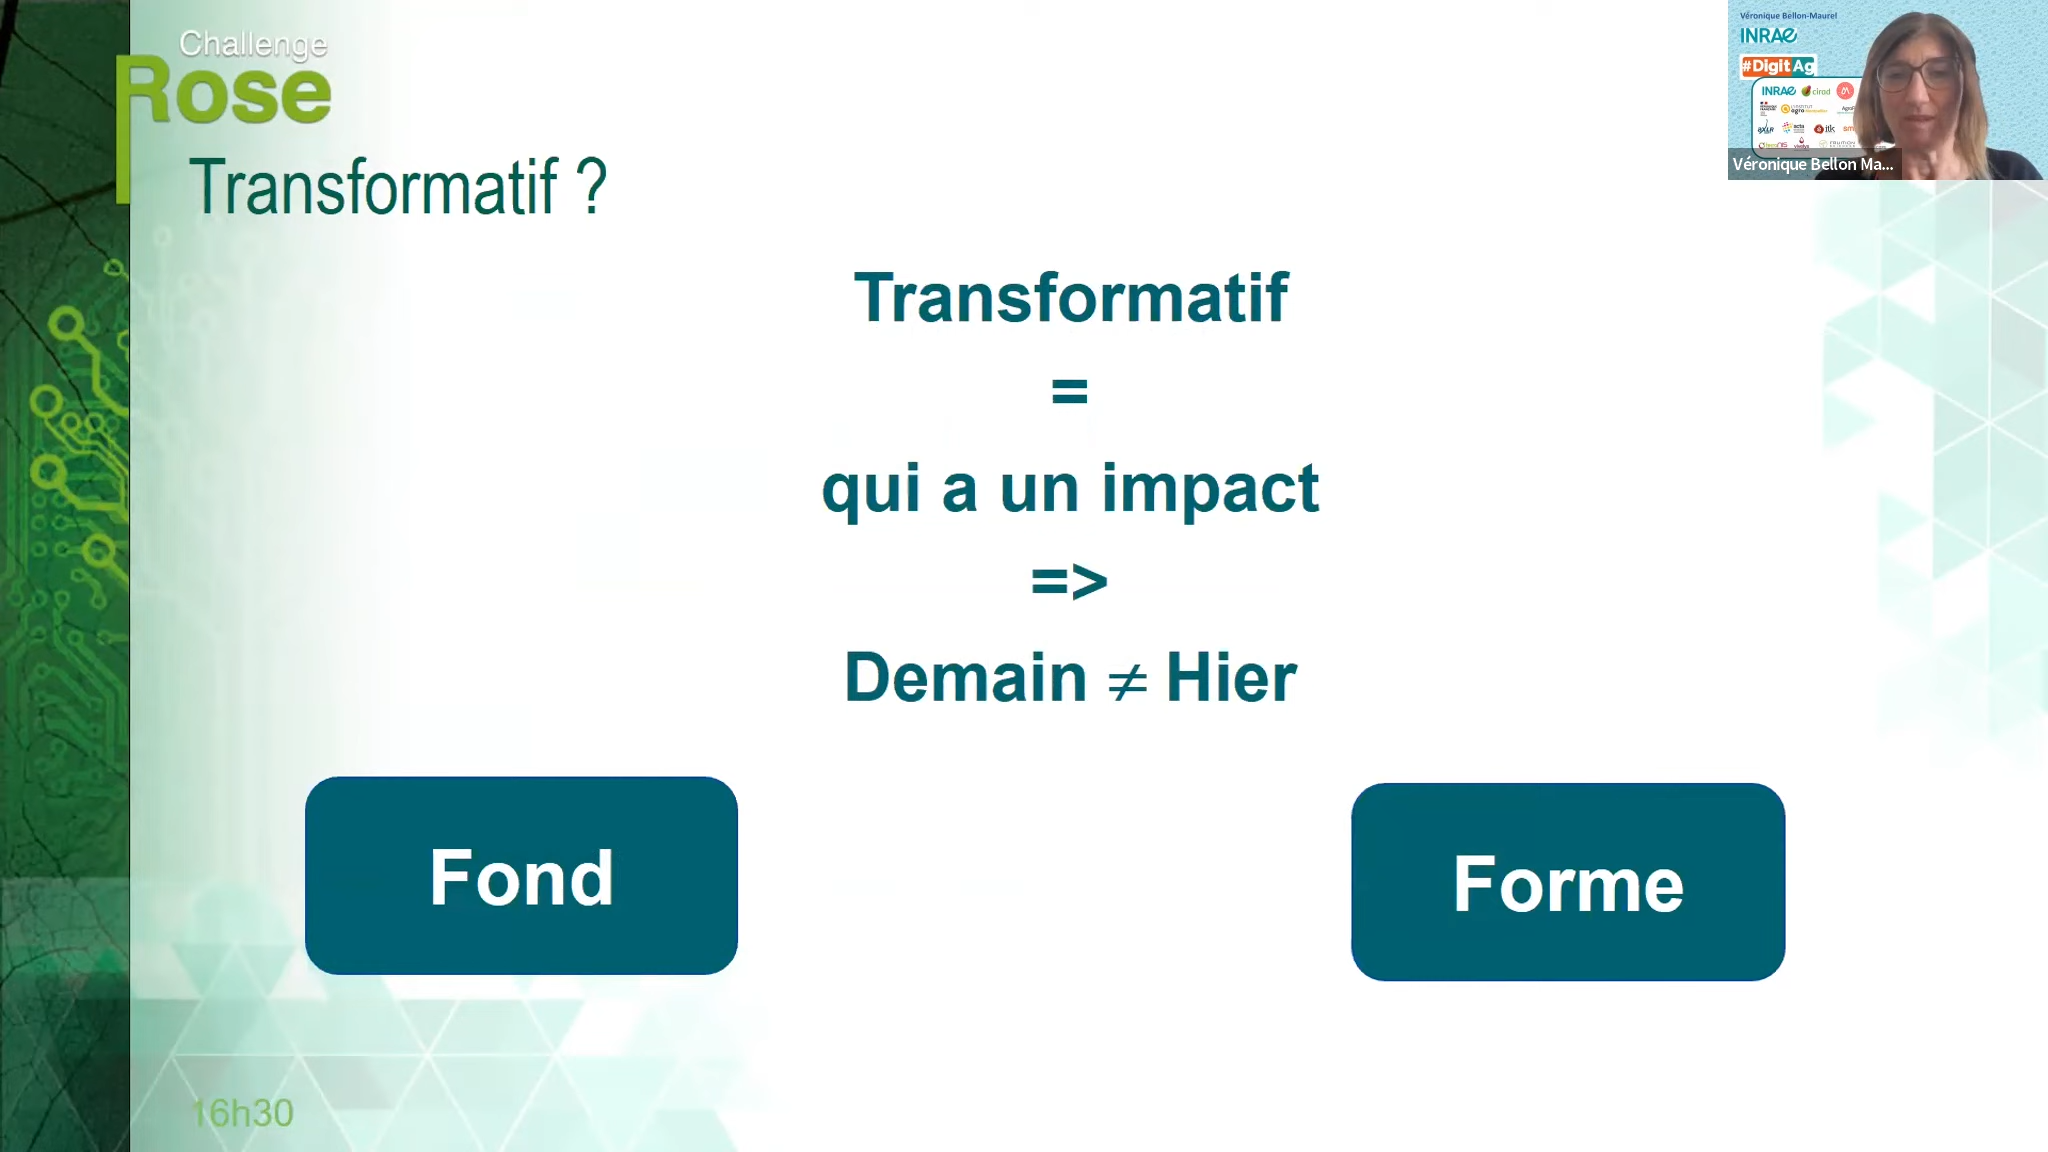 Challenge
Rose
Transformatif ?
Transformatif
=
qui a un impact
=>
Demain ≠ Hier
Fond
Forme
16h30
Véronique Bellon-Maurel
INRAE
#DigitAg
INRAE cirad
itk
Véronique Bellon Ma...